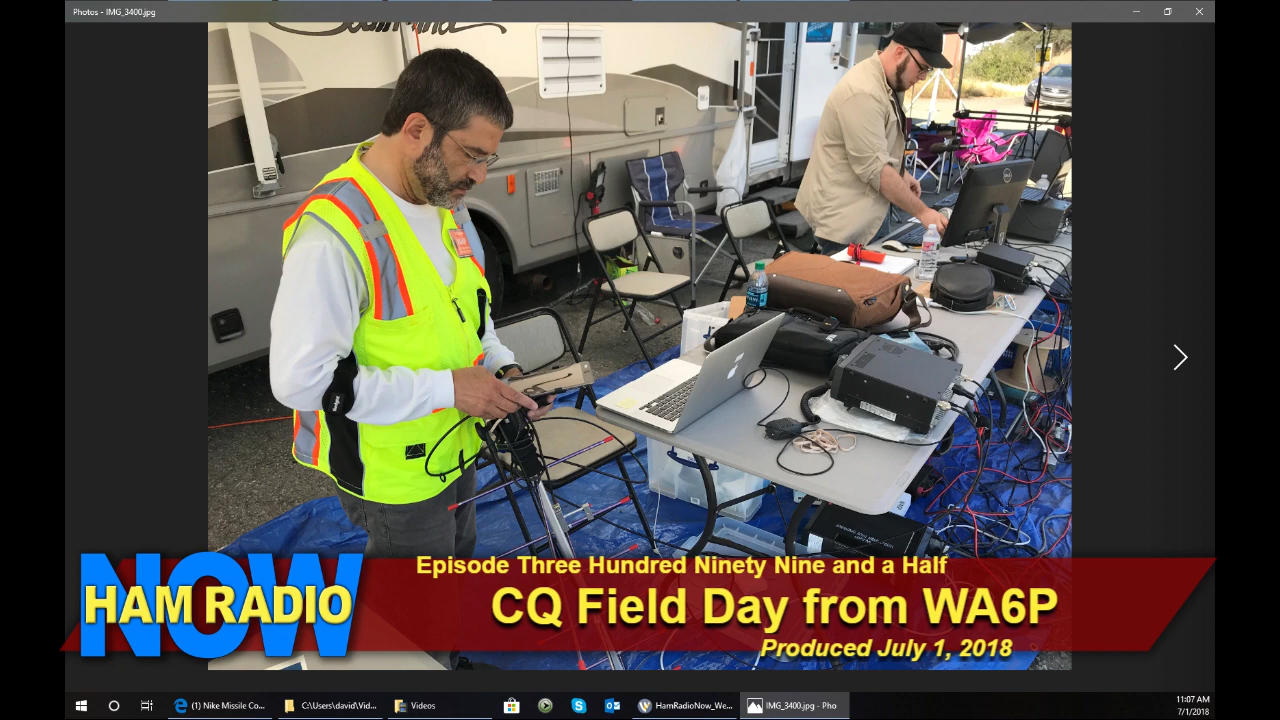 Photos - IMG_3400.jpg
DELL
Episode Three Hundred Ninety Nine and a Half
NOW
HAM RADIO
CQ Field Day from WA6P
Produced July 1, 2018
(1) Nike Missile Co...
C:\Users\david\Vid...
Videos
HamRadioNow_We...
IMG_3400.jpg - Pho
11:07 AM
7/1/2018